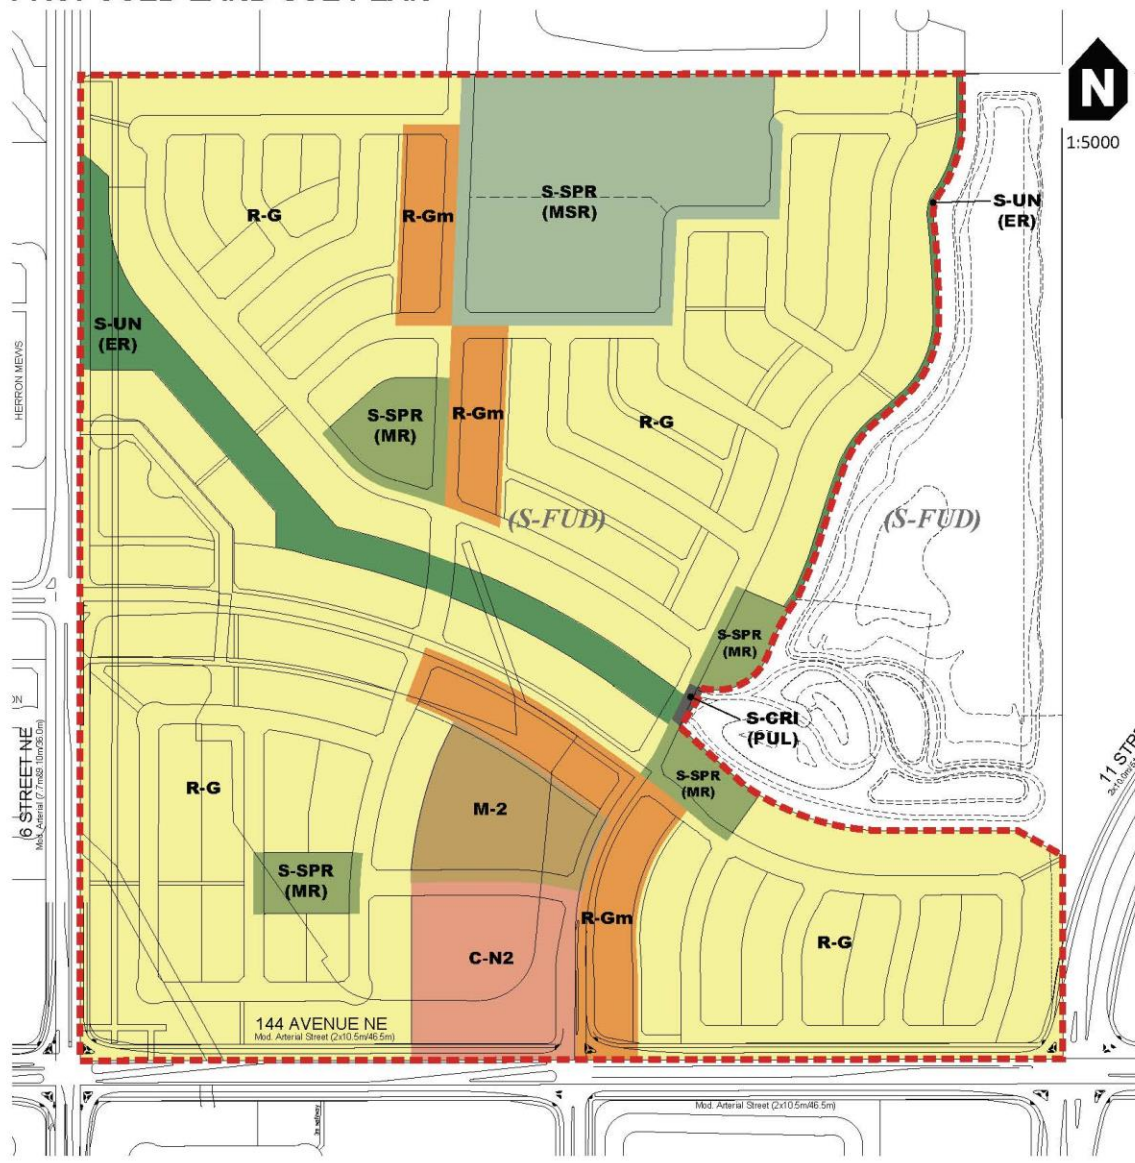 N
1:5000
S-SPR
(MSR)
R-G
R-Gm
S-UN
(ER)
S-UN
(ER)
HERRON MEWS
S-SPR
(MR)
R-Gm
R-G
(S-FUD)
(S-FUD)
S-SPR
(MR)
S-CRI
(PUL)
ON
6 STREET NE
R-G
M-2
S-SPR
(MR)
11 STR
S-SPR
(MR)
R-Gm
R-G
C-N2
144 AVENUE NE
Mod. Arterial Street (2x10.5m/46.5m)
Mod. Arterial Street (2x10.5m/46.5m)